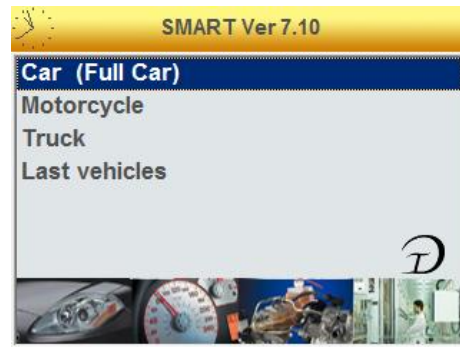 SMART Ver 7.10
Car (Full Car)
Motorcycle
Truck
Last vehicles